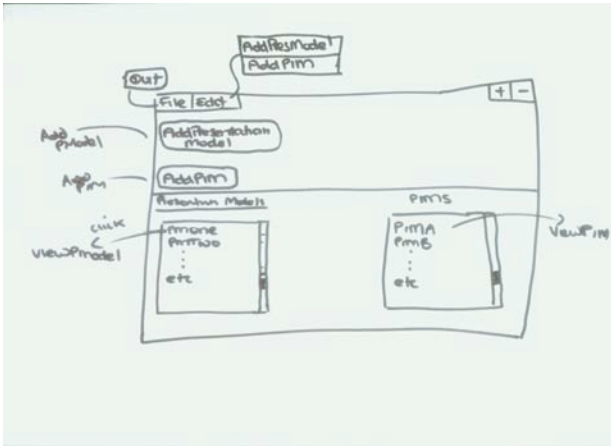 AddPresModel
AddPim
Quit
File Edit
+ -
Add
PModel
AddPresentation
Model
Add
Pim
AddPim
Presentation Models
PIMS
click
ViewPmodel
pmone
pmtwo
etc
PIMA
PIMB
etc
ViewPIM